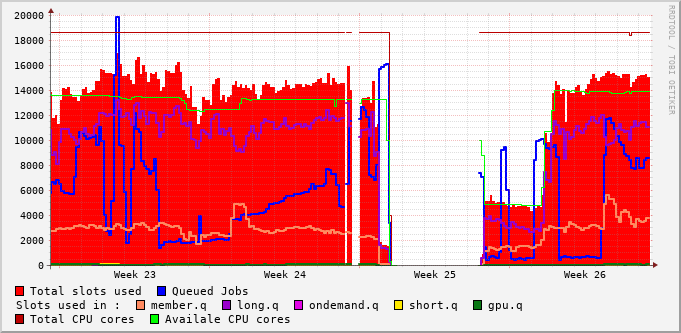 20000
18000
16000
14000
12000
10000
8000
6000
4000
2000
0
Week 23 Week 24 Week 25 Week 26
RRDTOOL / TOBI OETIKER
Total slots used Queued Jobs
Slots used in : member.q long.q ondemand.q short.q gpu.q
Total CPU cores Availale CPU cores